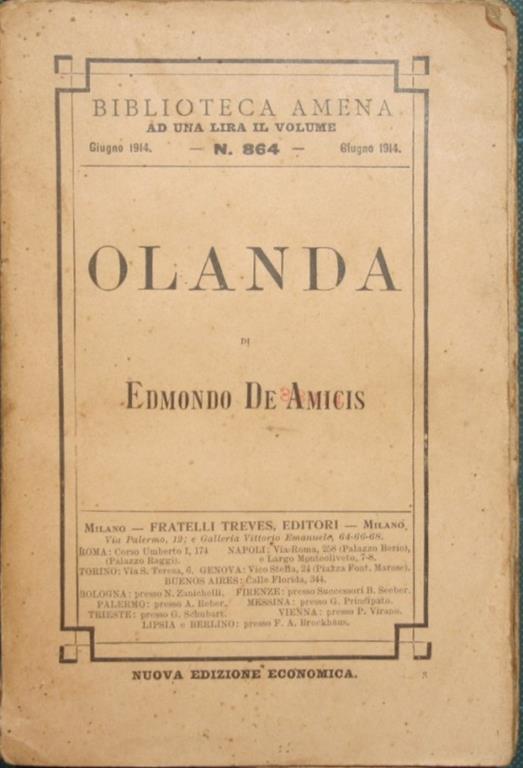 BIBLIOTECA AMENA
AD UNA LIRA IL VOLUME
Giugno 1914. — N. 864 — Giugno 1914.
OLANDA
DI
EDMONDO DE AMICIS
MILANO — FRATELLI TREVES, EDITORI — MILANO
Via Palermo, 12; e Galleria Vittorio Emanuele, 64-66-68.
ROMA: Corso Umberto I, 174 NAPOLI: Via Roma, 258 (Palazzo Berio),
(Palazzo Raggi). e Largo Monteoliveto, 7-8.
TORINO: Via S. Teresa, 6. GENOVA: Vico Stella, 24 (Piazza Font. Marose).
BUENOS AIRES: Calle Florida, 344.
BOLOGNA: presso N. Zanichelli. FIRENZE: presso Successori B. Seeber.
PALERMO: presso A. Reber. MESSINA: presso G. Principato.
TRIESTE: presso G. Schubart. VIENNA: presso P. Virano.
LIPSIA e BERLINO: presso F. A. Brockhaus.
NUOVA EDIZIONE ECONOMICA.